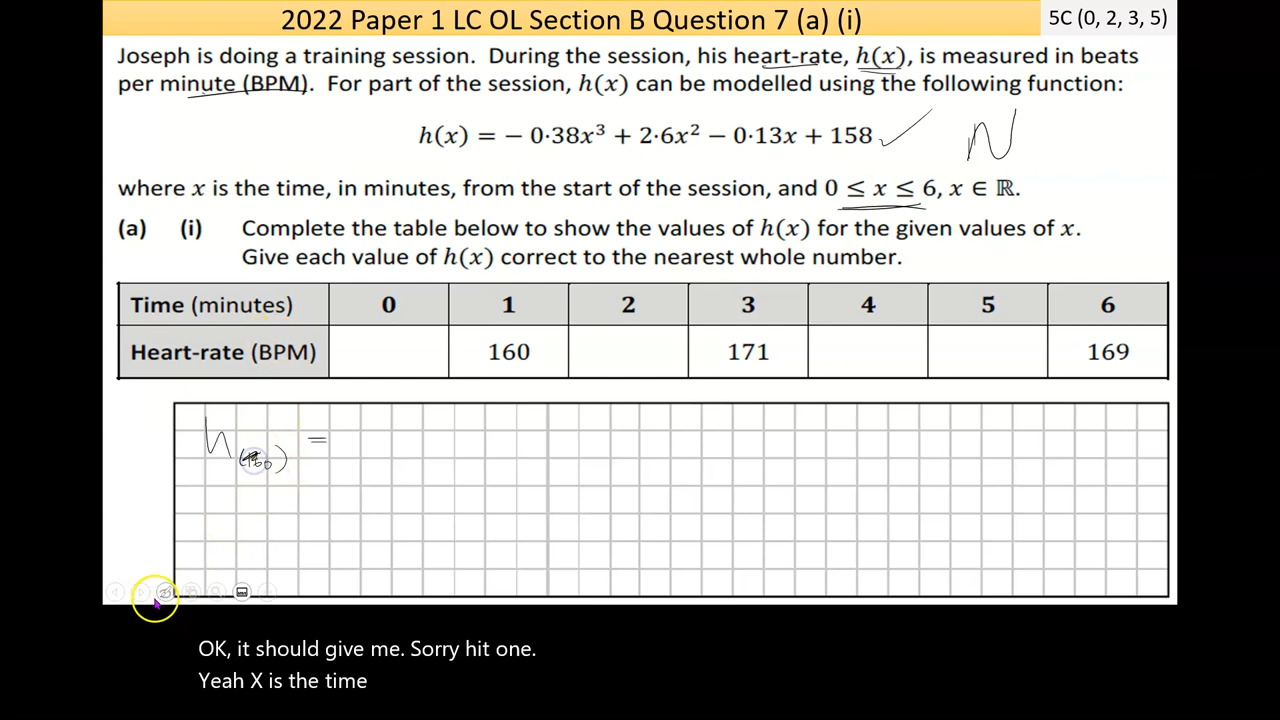 2022 Paper 1 LC OL Section B Question 7 (a) (i)
5C (0, 2, 3, 5)
Joseph is doing a training session. During the session, his heart-rate, h(x), is measured in beats
per minute (BPM). For part of the session, h(x) can be modelled using the following function:
h(x) = − 0·38x³ + 2·6x² − 0·13x + 158
N
where x is the time, in minutes, from the start of the session, and 0 ≤ x ≤ 6, x ∈ ℝ.
(a) (i) Complete the table below to show the values of h(x) for the given values of x.
Give each value of h(x) correct to the nearest whole number.
Time (minutes) 0 1 2 3 4 5 6
Heart-rate (BPM) 160 171 169
h =
OK, it should give me. Sorry hit one.
Yeah X is the time